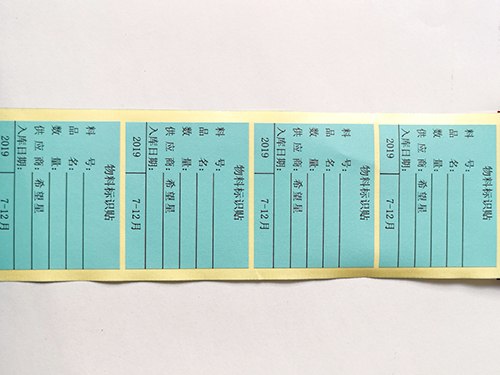 物料标识贴
料 号:
品 名:
数 量:
供 应 商: 希望星
入库日期:
2019 7-12月
物料标识贴
料 号:
品 名:
数 量:
供 应 商: 希望星
入库日期:
2019 7-12月
物料标识贴
料 号:
品 名:
数 量:
供 应 商: 希望星
入库日期:
2019 7-12月
物料标识贴
料 号:
品 名:
数 量:
供 应 商: 希望星
入库日期:
2019 7-12月